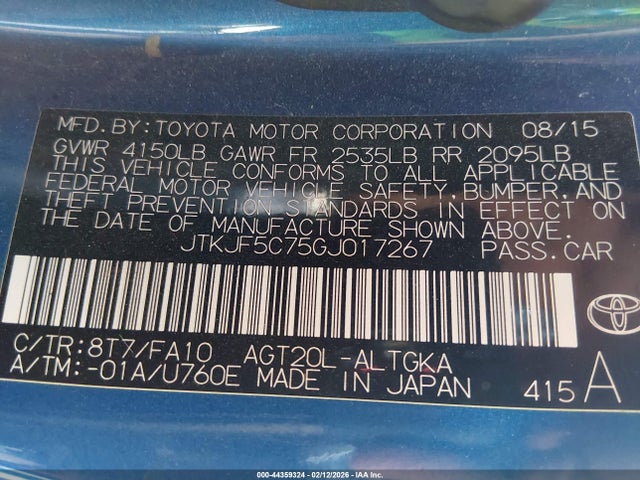 MFD. BY: TOYOTA MOTOR CORPORATION 08/15
GVWR 4150LB GAWR FR 2535LB RR 2095LB
THIS VEHICLE CONFORMS TO ALL APPLICABLE
FEDERAL MOTOR VEHICLE SAFETY, BUMPER, AND
THEFT PREVENTION STANDARDS IN EFFECT ON
THE DATE OF MANUFACTURE SHOWN ABOVE.
JTKJF5C75GJ017267 PASS. CAR
C/TR: 8T7/FA10 AGT20L-ALTGKA
A/TM: -01A/U760E MADE IN JAPAN 415 A
000-44359324 | 02/12/2026 - IAA Inc.